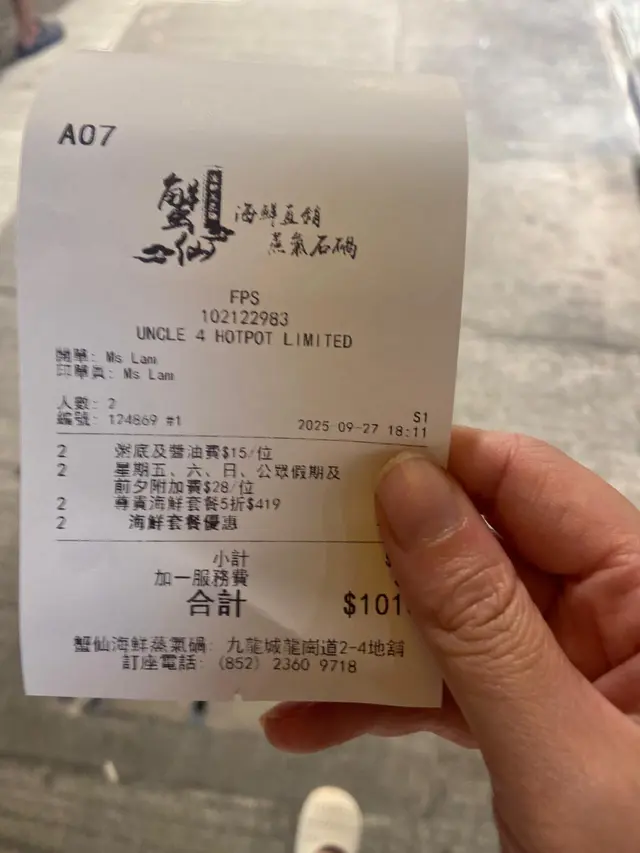 A07
蟹仙
海鮮直銷
蒸氣石鍋
FPS
102122983
UNCLE 4 HOTPOT LIMITED
開單: Ms Lam
印單員: Ms Lam
人數: 2
S1
編號: 124869 #1 2025-09-27 18:11
2 粥底及醬油費$15/位
2 星期五、六、日、公眾假期及
前夕附加費$28/位
2 尊貴海鮮套餐5折$419
2 海鮮套餐優惠
小計
加一服務費
合計 $101
蟹仙海鮮蒸氣鍋: 九龍城龍崗道2-4地舖
訂座電話: (852) 2360 9718